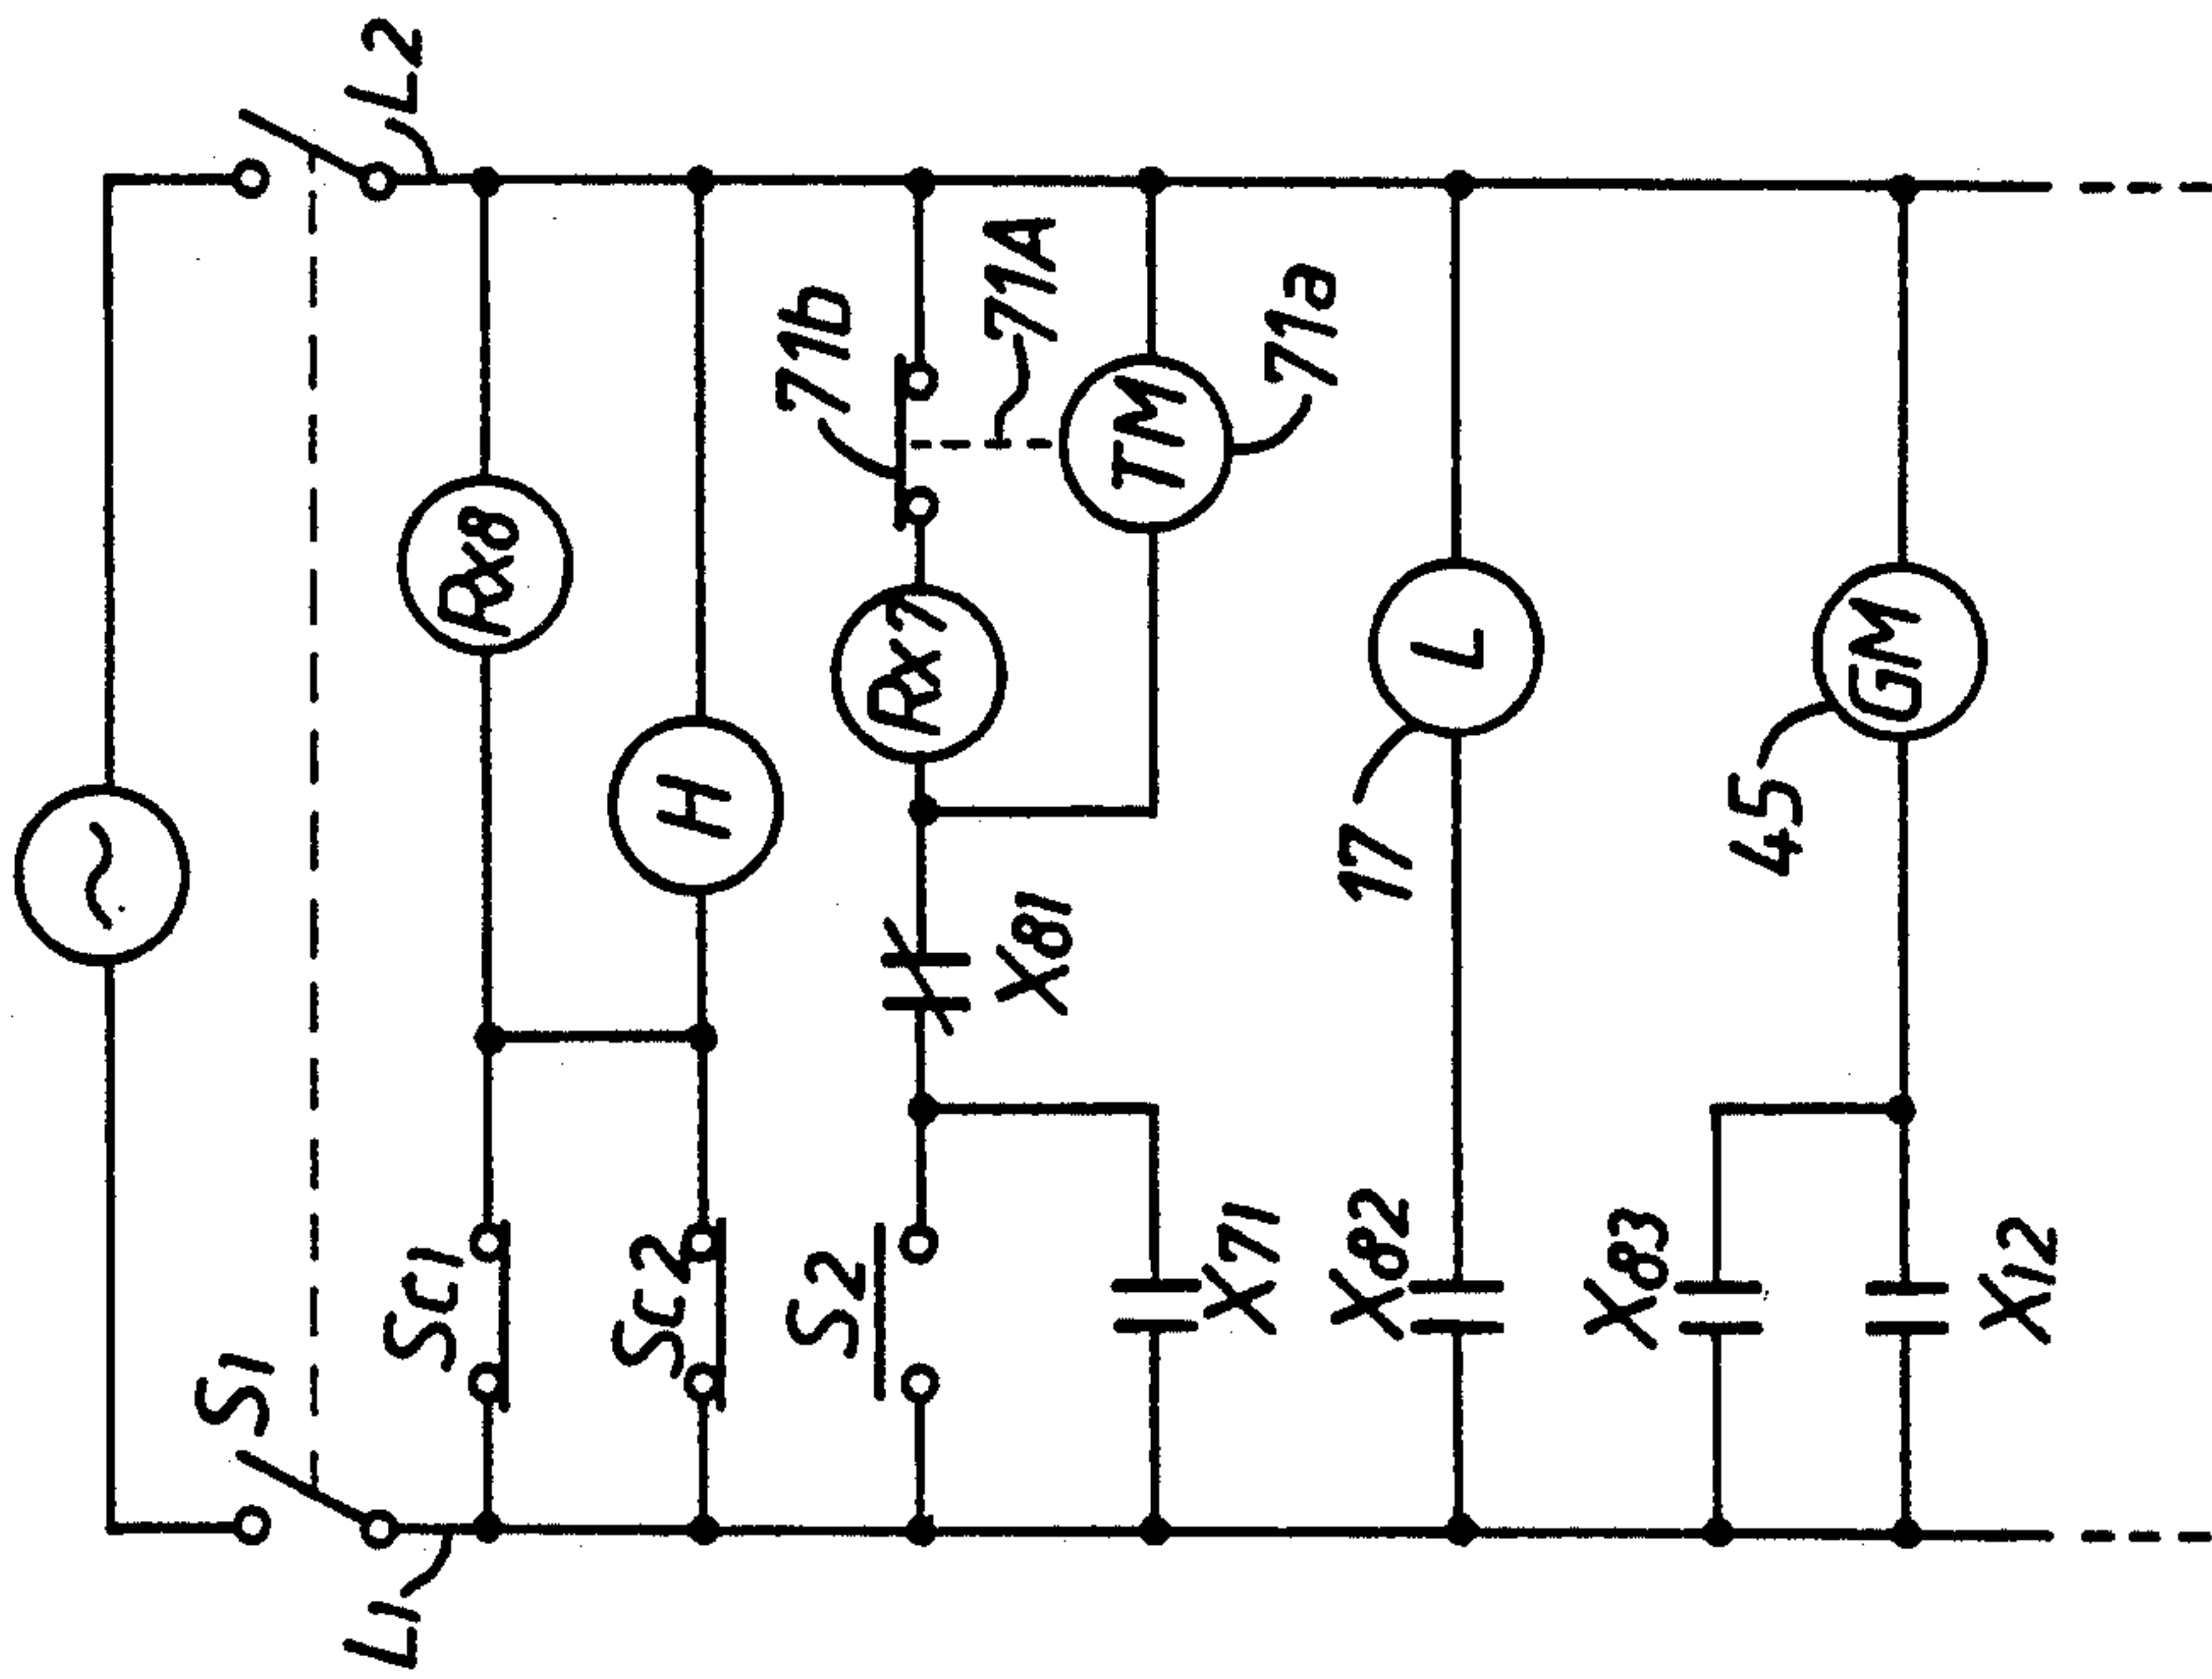 L1
S1
L2
SC1
Rx8
SC2
H
S2
X81
Rx7
71b
71A
X71
TM
71a
X82
17
L
X83
X12
45
GM